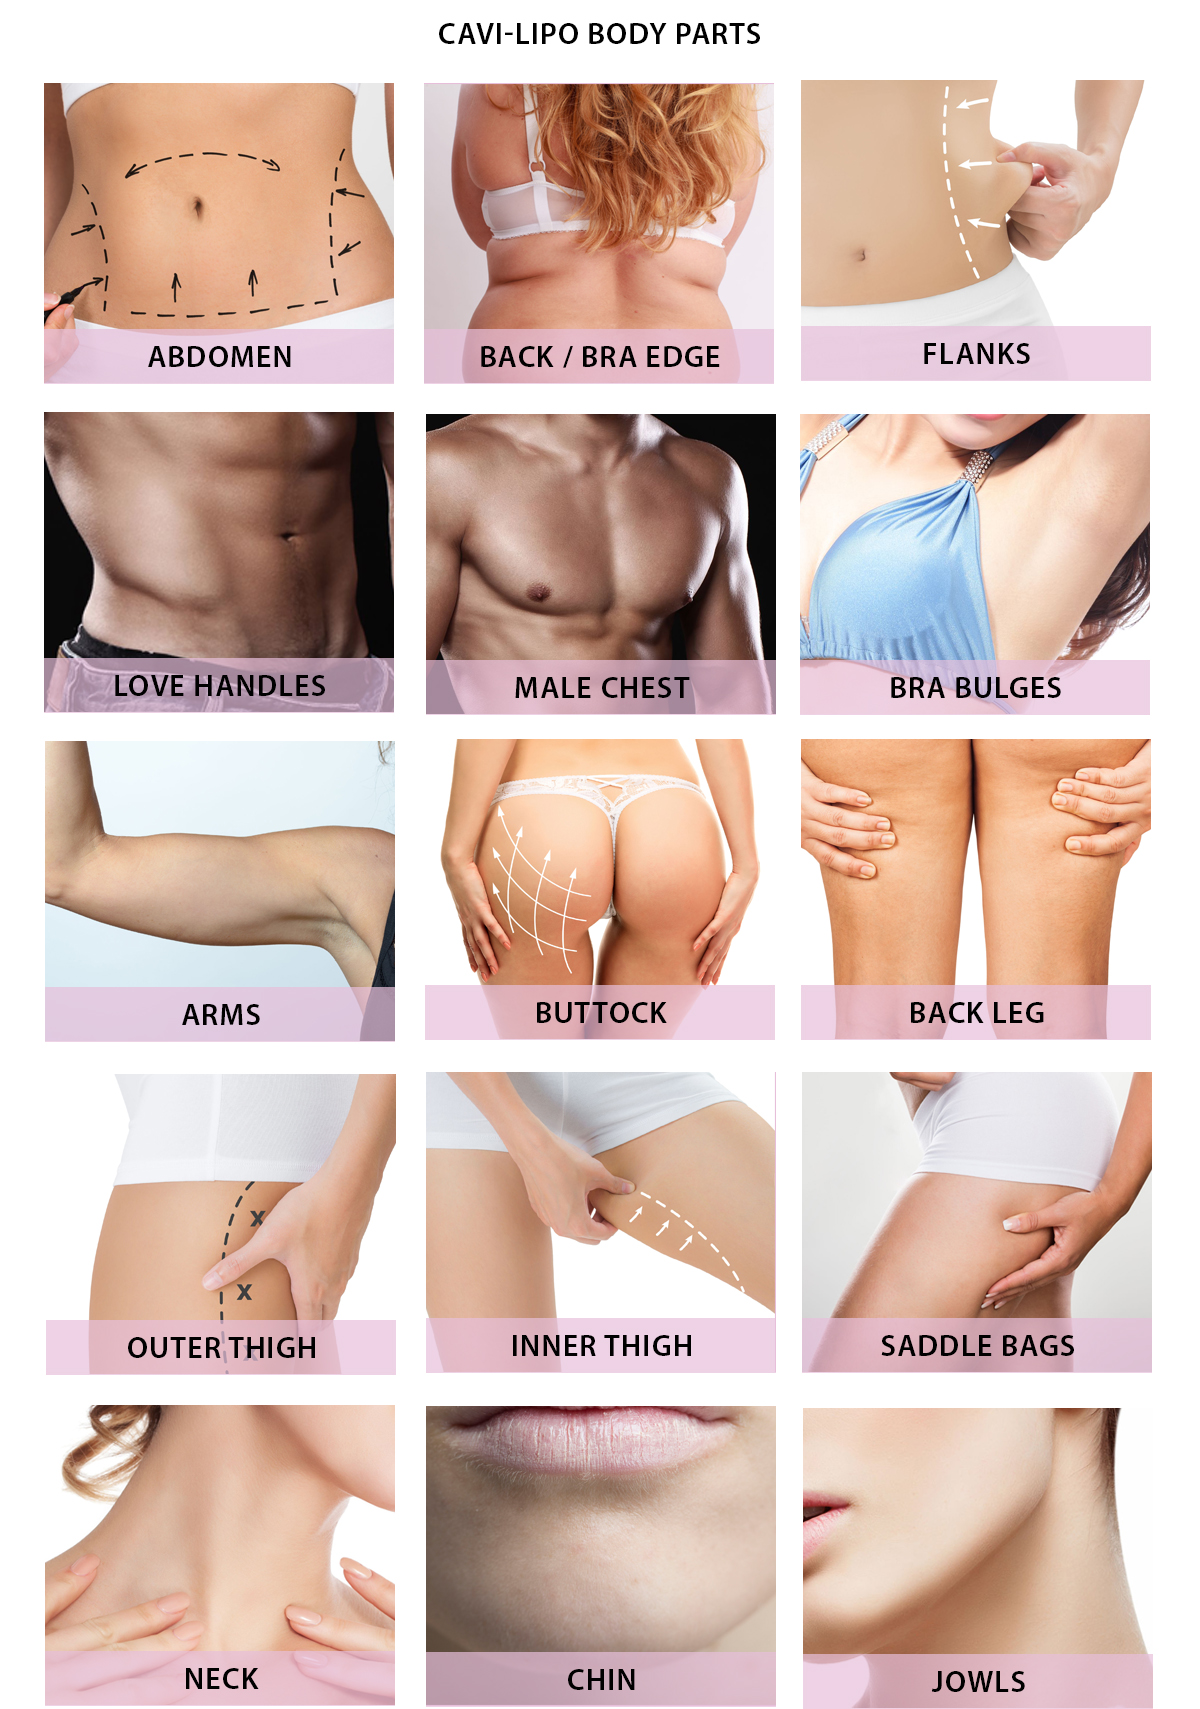 CAVI-LIPO BODY PARTS
ABDOMEN
BACK / BRA EDGE
FLANKS
LOVE HANDLES
MALE CHEST
BRA BULGES
ARMS
BUTTOCK
BACK LEG
X
X
X
OUTER THIGH
INNER THIGH
SADDLE BAGS
NECK
CHIN
JOWLS